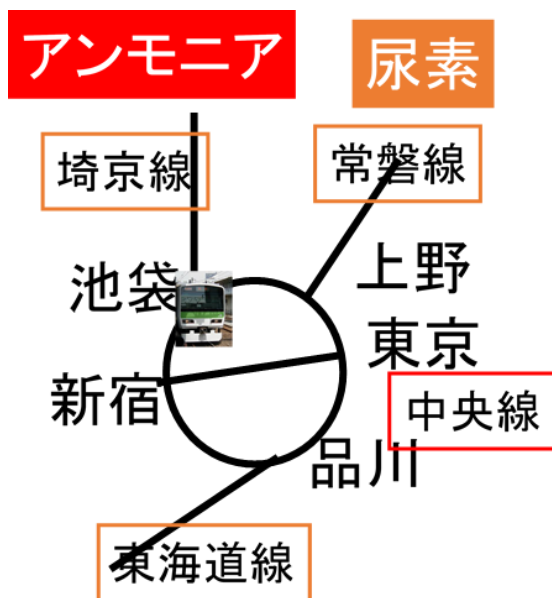 アンモニア
尿素
埼京線
常磐線
池袋
上野
東京
新宿
中央線
品川
東海道線